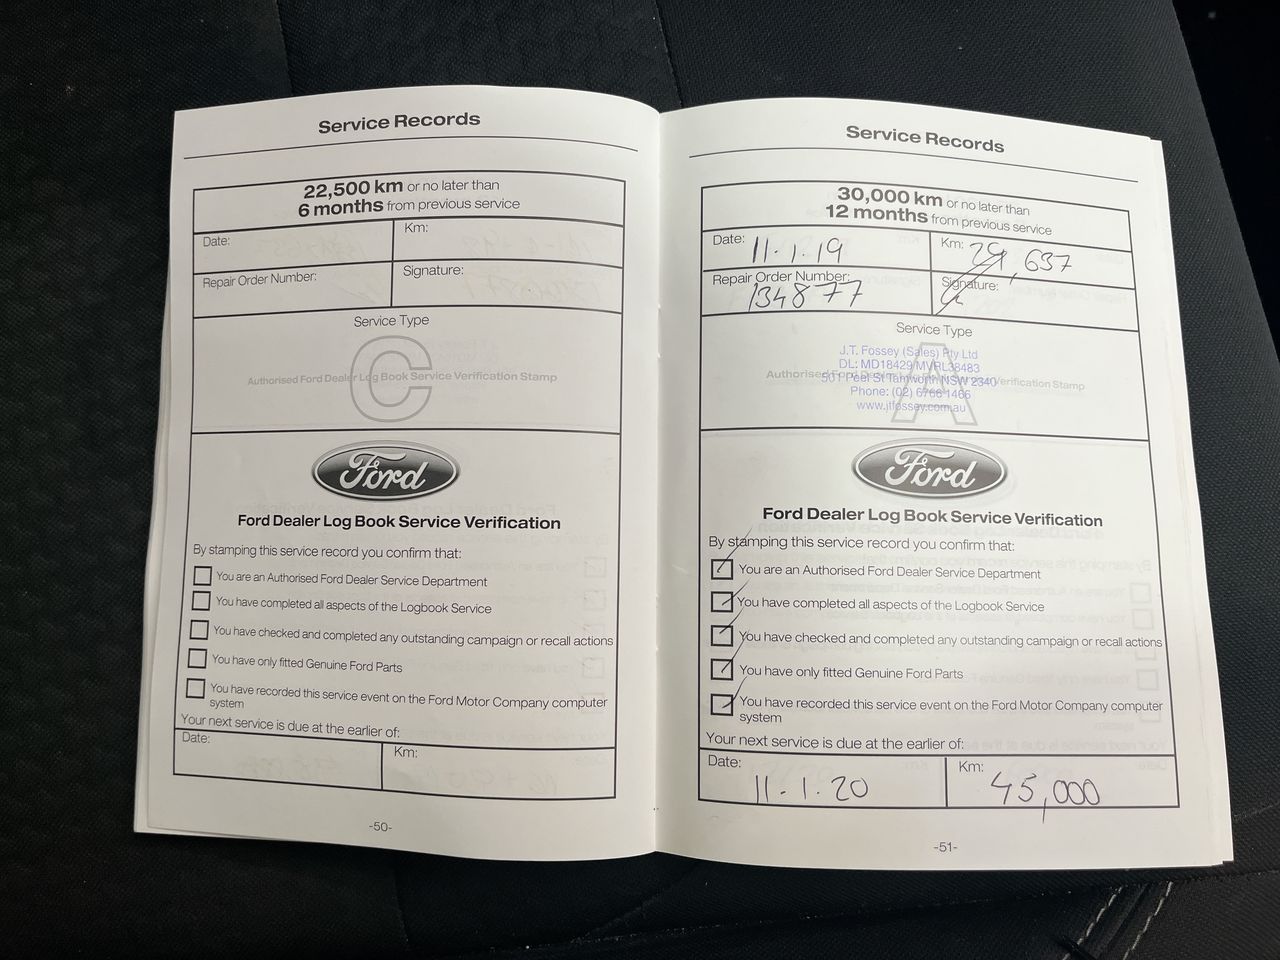 Service Records
22,500 km or no later than
6 months from previous service
Date:
Km:
Repair Order Number:
Signature:
Service Type
C
Authorised Ford Dealer Log Book Service Verification Stamp
Ford
Ford Dealer Log Book Service Verification
By stamping this service record you confirm that:
You are an Authorised Ford Dealer Service Department
You have completed all aspects of the Logbook Service
You have checked and completed any outstanding campaign or recall actions
You have only fitted Genuine Ford Parts
You have recorded this service event on the Ford Motor Company computer
system
Your next service is due at the earlier of:
Date:
Km:
-50-
Service Records
30,000 km or no later than
12 months from previous service
Date: 11.1.19
Km: 29,637
Repair Order Number:
134877
Signature:
Service Type
A
J.T. Fossey (Sales) Pty Ltd
DL: MD18429 MVRL38483
Authorised Ford Dealer Verification Stamp
501 Peel St Tamworth NSW 2340
Phone: (02) 6766 1466
www.jtfossey.com.au
Ford
Ford Dealer Log Book Service Verification
By stamping this service record you confirm that:
You are an Authorised Ford Dealer Service Department
You have completed all aspects of the Logbook Service
You have checked and completed any outstanding campaign or recall actions
You have only fitted Genuine Ford Parts
You have recorded this service event on the Ford Motor Company computer
system
Your next service is due at the earlier of:
Date:
11.1.20
Km:
45,000
-51-